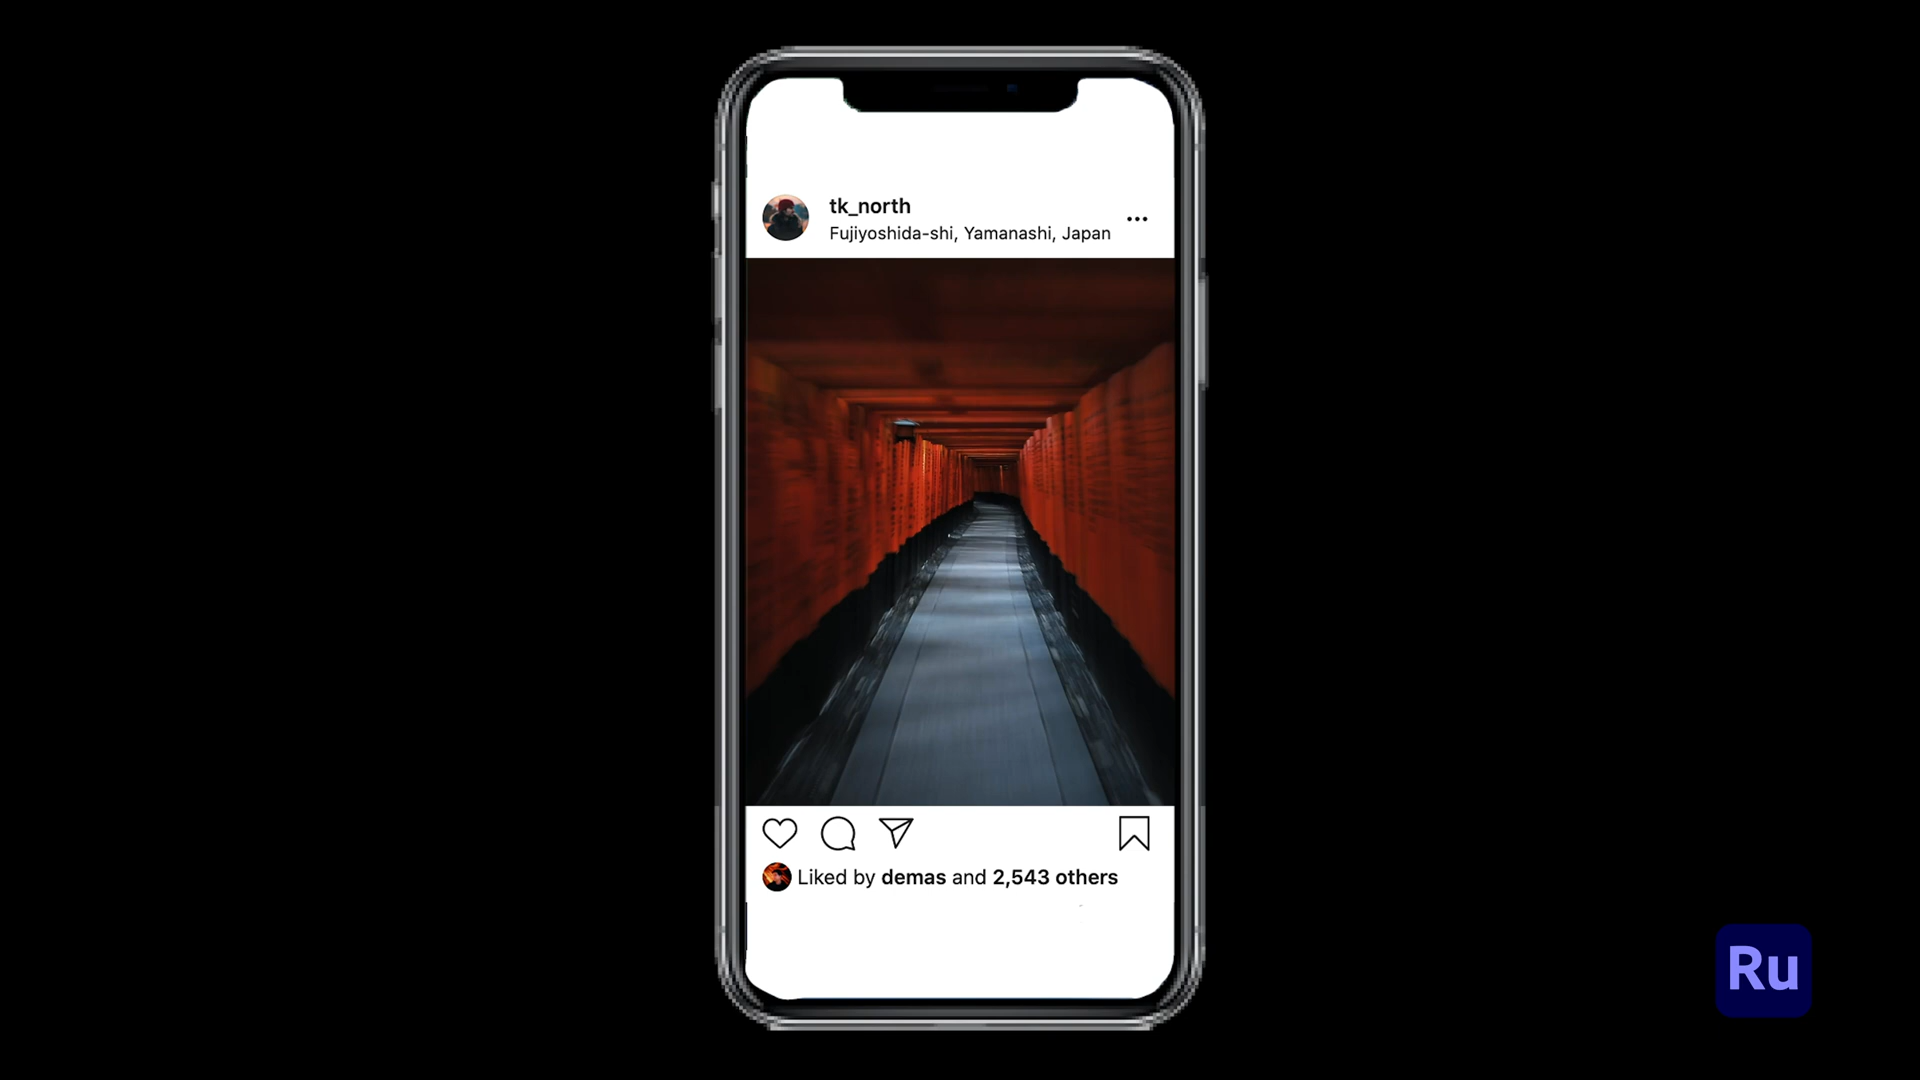 tk_north
Fujiyoshida-shi, Yamanashi, Japan
Liked by demas and 2,543 others
Ru